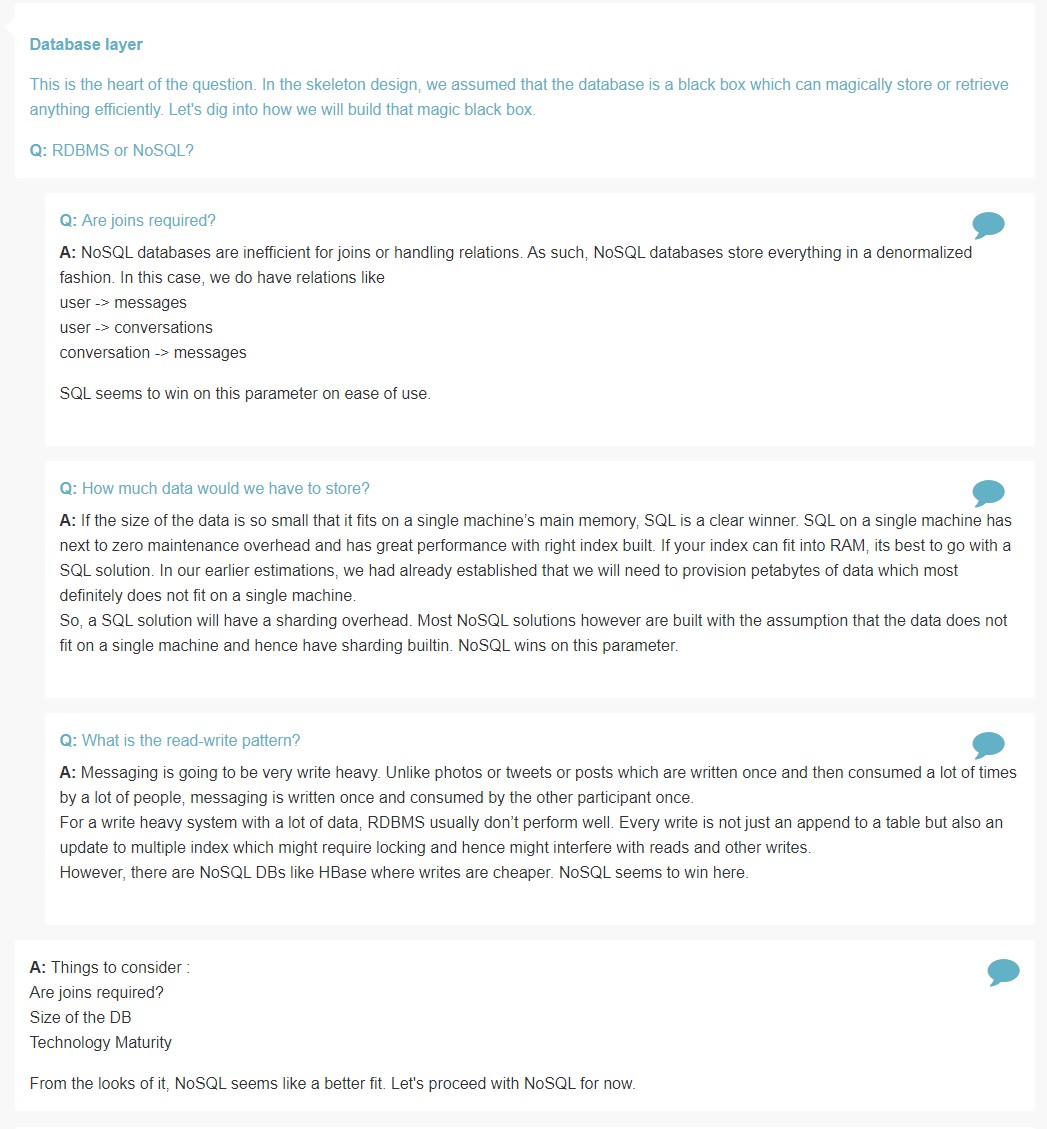 Database layer
This is the heart of the question. In the skeleton design, we assumed that the database is a black box which can magically store or retrieve
anything efficiently. Let's dig into how we will build that magic black box.
Q: RDBMS or NoSQL?
Q: Are joins required?
A: NoSQL databases are inefficient for joins or handling relations. As such, NoSQL databases store everything in a denormalized
fashion. In this case, we do have relations like
user -> messages
user -> conversations
conversation -> messages
SQL seems to win on this parameter on ease of use.
Q: How much data would we have to store?
A: If the size of the data is so small that it fits on a single machine’s main memory, SQL is a clear winner. SQL on a single machine has
next to zero maintenance overhead and has great performance with right index built. If your index can fit into RAM, its best to go with a
SQL solution. In our earlier estimations, we had already established that we will need to provision petabytes of data which most
definitely does not fit on a single machine.
So, a SQL solution will have a sharding overhead. Most NoSQL solutions however are built with the assumption that the data does not
fit on a single machine and hence have sharding builtin. NoSQL wins on this parameter.
Q: What is the read-write pattern?
A: Messaging is going to be very write heavy. Unlike photos or tweets or posts which are written once and then consumed a lot of times
by a lot of people, messaging is written once and consumed by the other participant once.
For a write heavy system with a lot of data, RDBMS usually don’t perform well. Every write is not just an append to a table but also an
update to multiple index which might require locking and hence might interfere with reads and other writes.
However, there are NoSQL DBs like HBase where writes are cheaper. NoSQL seems to win here.
A: Things to consider :
Are joins required?
Size of the DB
Technology Maturity
From the looks of it, NoSQL seems like a better fit. Let's proceed with NoSQL for now.